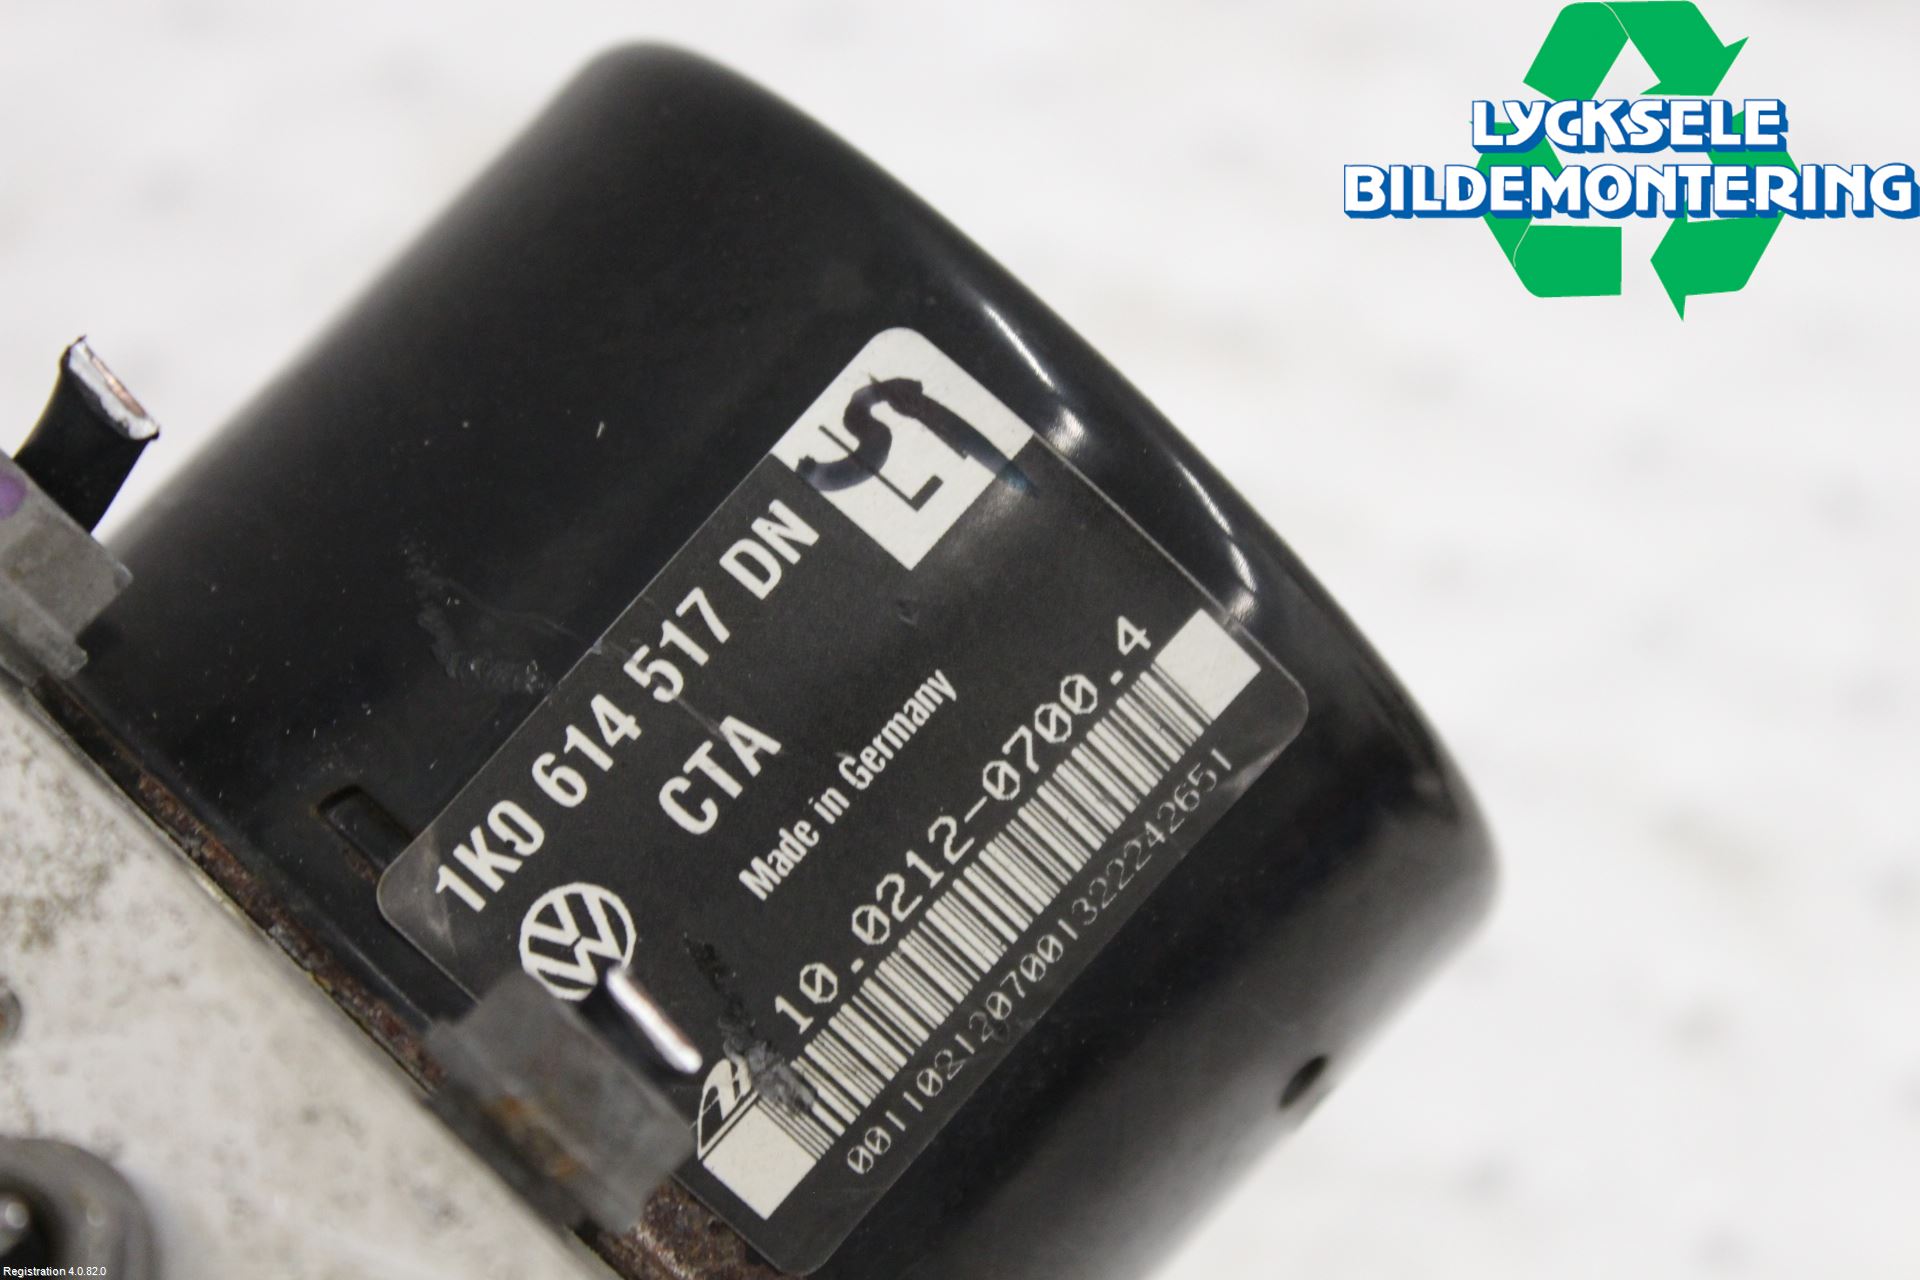 LYCKSELE
BILDEMONTERING
L
1K0 614 517 DN
CTA
Made in Germany
10.0212-0700.4
0011021207001322242651
Registration 4.0.82.0